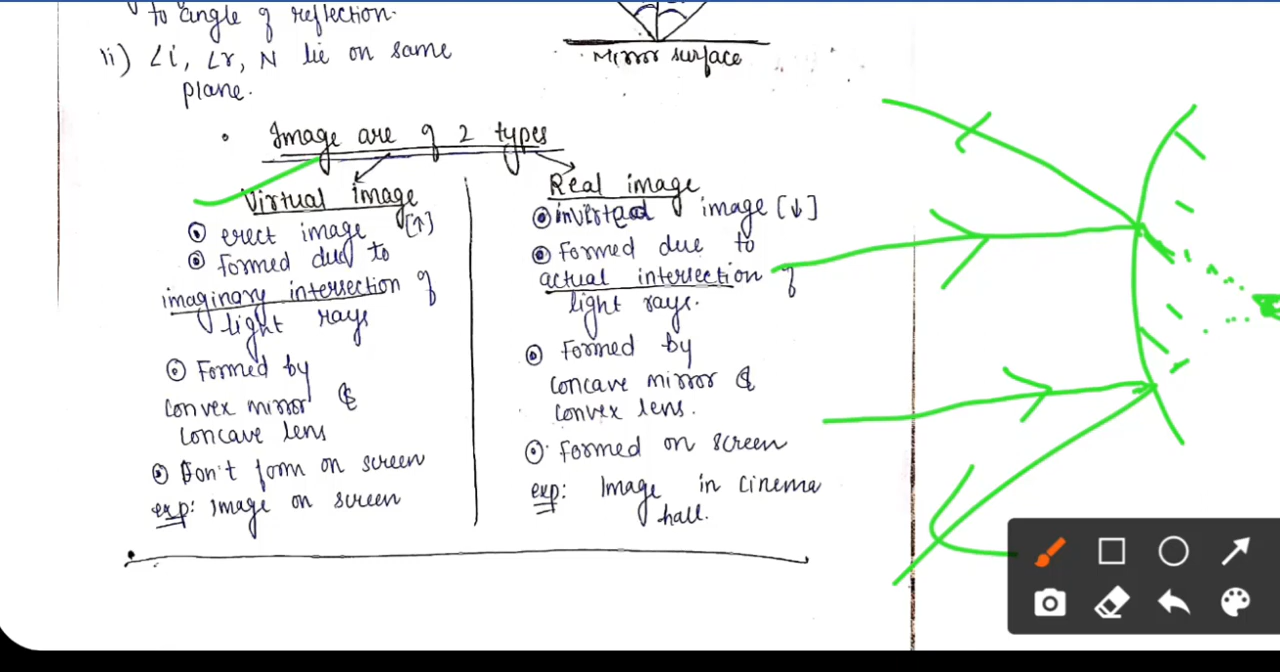 to angle of reflection.
ii) ∠i, ∠r, N lie on same
plane.
Mirror surface
• Image are of 2 types
Virtual image
⊙ erect image [↑]
⊙ formed due to
imaginary intersection of
light rays
⊙ Formed by
convex mirror &
concave lens
⊙ Don't form on screen
exp: Image on screen
Real image
⊙ inverted image [↓]
⊙ Formed due to
actual intersection of
light rays.
⊙ Formed by
concave mirror &
convex lens.
⊙ Formed on screen
exp: Image in cinema
hall.